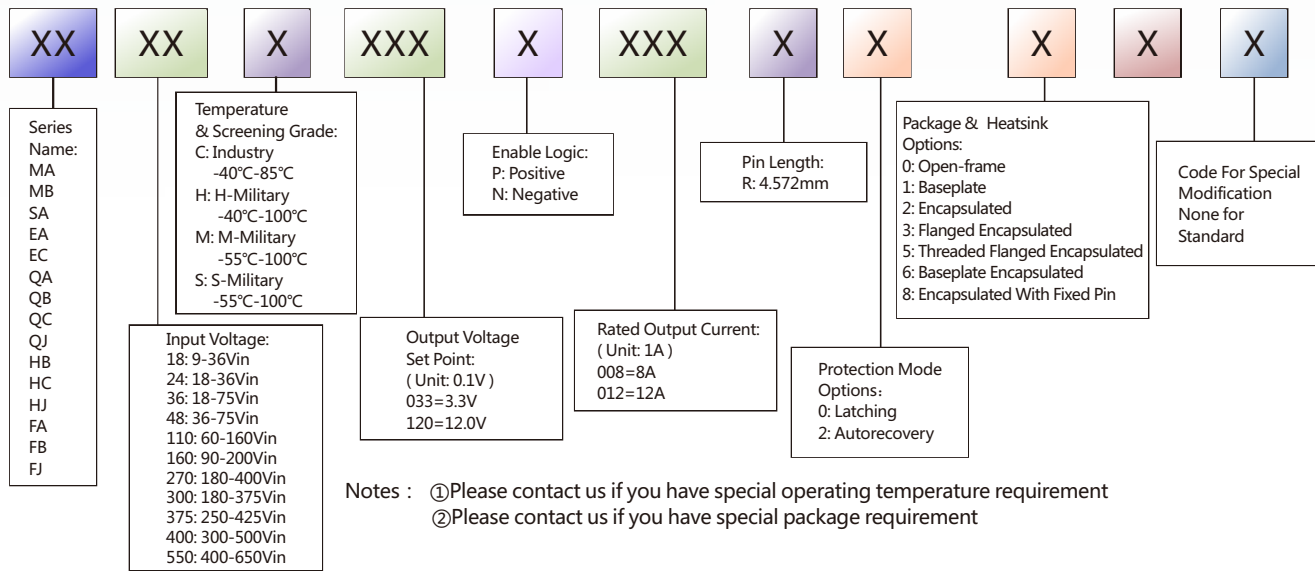 XX XX X XXX X XXX X X X X X
Series
Name:
MA
MB
SA
EA
EC
QA
QB
QC
QJ
HB
HC
HJ
FA
FB
FJ
Input Voltage:
18: 9-36Vin
24: 18-36Vin
36: 18-75Vin
48: 36-75Vin
110: 60-160Vin
160: 90-200Vin
270: 180-400Vin
300: 180-375Vin
375: 250-425Vin
400: 300-500Vin
550: 400-650Vin
Temperature
& Screening Grade:
C: Industry
-40℃-85℃
H: H-Military
-40℃-100℃
M: M-Military
-55℃-100℃
S: S-Military
-55℃-100℃
Output Voltage
Set Point:
( Unit: 0.1V )
033=3.3V
120=12.0V
Enable Logic:
P: Positive
N: Negative
Rated Output Current:
( Unit: 1A )
008=8A
012=12A
Pin Length:
R: 4.572mm
Protection Mode
Options：
0: Latching
2: Autorecovery
Package & Heatsink
Options:
0: Open-frame
1: Baseplate
2: Encapsulated
3: Flanged Encapsulated
5: Threaded Flanged Encapsulated
6: Baseplate Encapsulated
8: Encapsulated With Fixed Pin
Code For Special
Modification
None for
Standard
Notes： ①Please contact us if you have special operating temperature requirement
②Please contact us if you have special package requirement